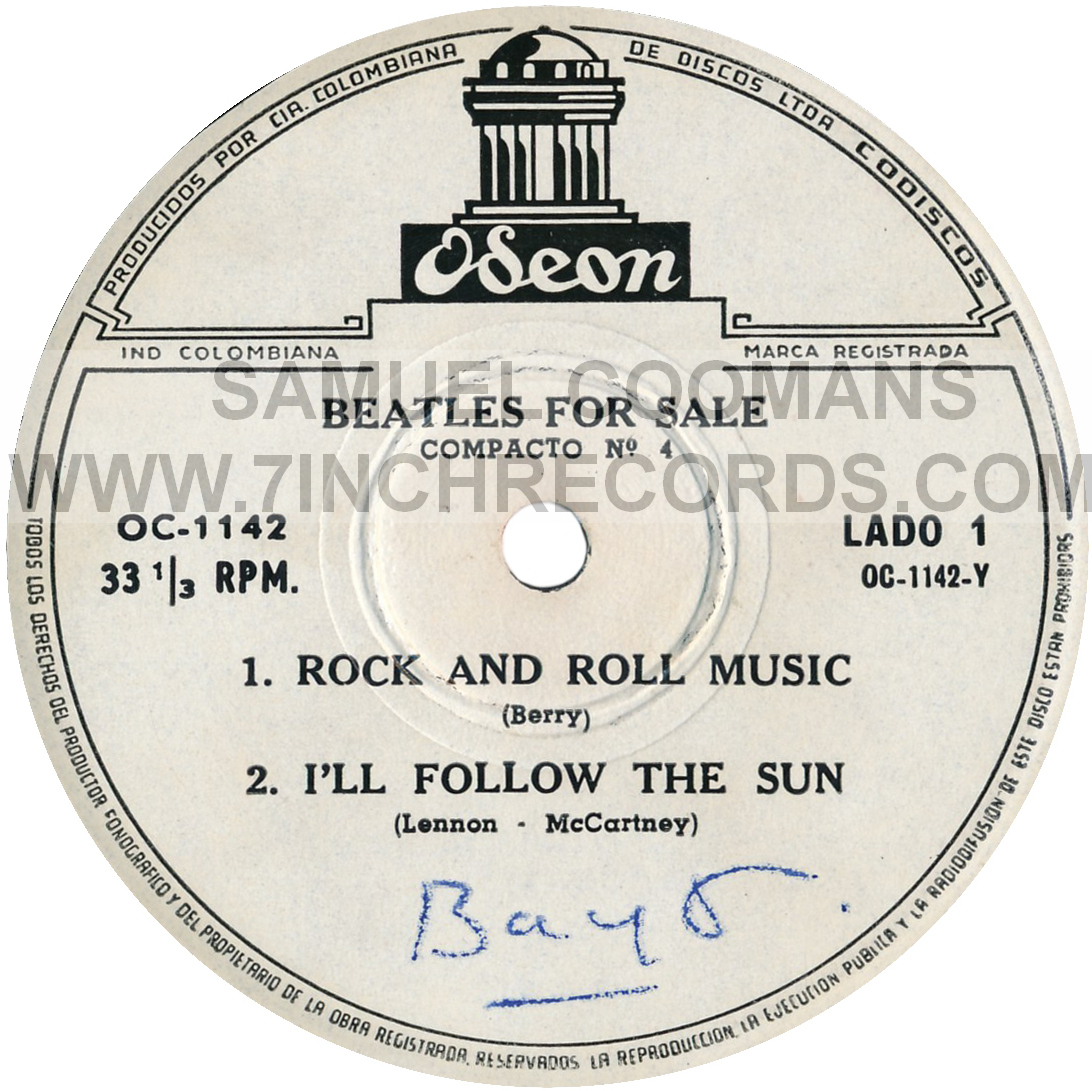 PRODUCIDOS POR CIA. COLOMBIANA DE DISCOS LTDA CODISCOS
Odeon
IND COLOMBIANA
MARCA REGISTRADA
SAMUEL COOMANS
BEATLES FOR SALE
COMPACTO Nº 4
WWW.7INCHRECORDS.COM
OC-1142
LADO 1
33 1/3 RPM.
OC-1142-Y
1. ROCK AND ROLL MUSIC
(Berry)
2. I'LL FOLLOW THE SUN
(Lennon - McCartney)
TODOS LOS DERECHOS DEL PRODUCTOR FONOGRAFICO Y DEL PROPIETARIO DE LA OBRA REGISTRADA, RESERVADOS. LA REPRODUCCION, LA EJECUCION PUBLICA Y LA RADIODIFUSION DE ESTE DISCO ESTAN PROHIBIDAS